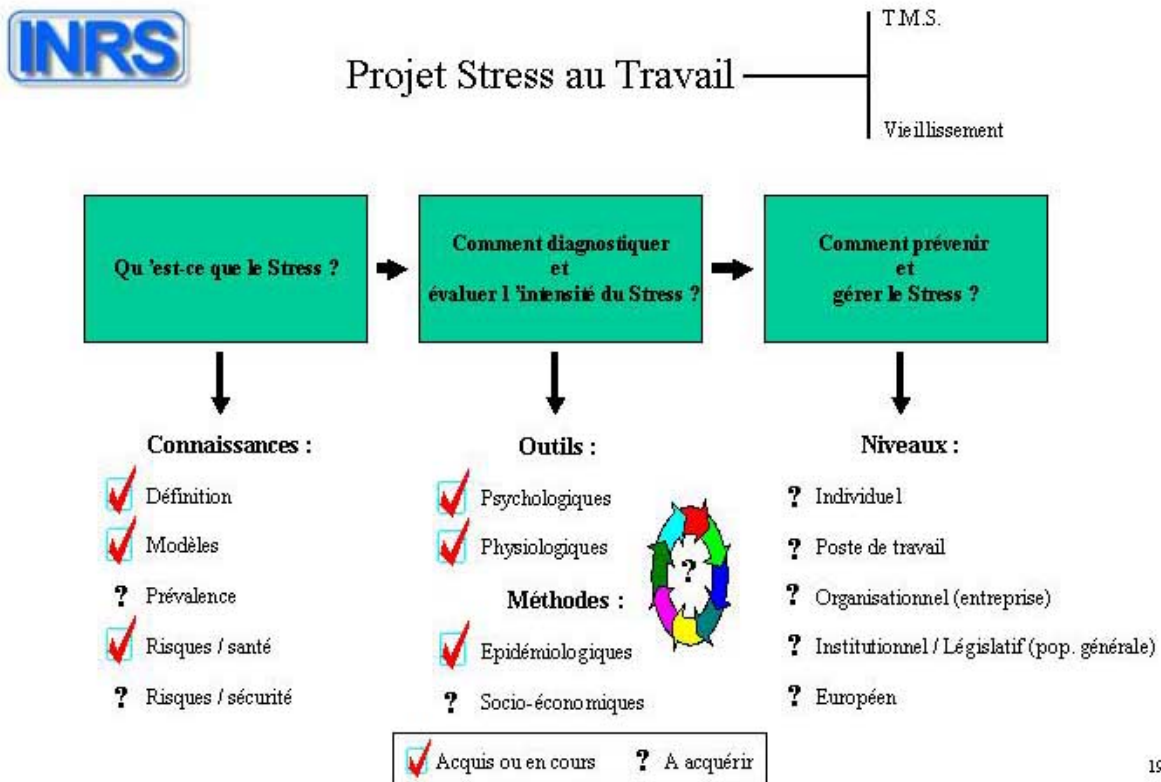 INRS
Projet Stress au Travail
T.M.S.
Vieillissement
Qu 'est-ce que le Stress ?
Comment diagnostiquer
et
évaluer l 'intensité du Stress ?
Comment prévenir
et
gérer le Stress ?
Connaissances :
Définition
Modèles
? Prévalence
Risques / santé
? Risques / sécurité
Outils :
Psychologiques
Physiologiques
?
Méthodes :
Epidémiologiques
? Socio-économiques
Niveaux :
? Individuel
? Poste de travail
? Organisationnel (entreprise)
? Institutionnel / Législatif (pop. générale)
? Européen
Acquis ou en cours ? A acquérir
19